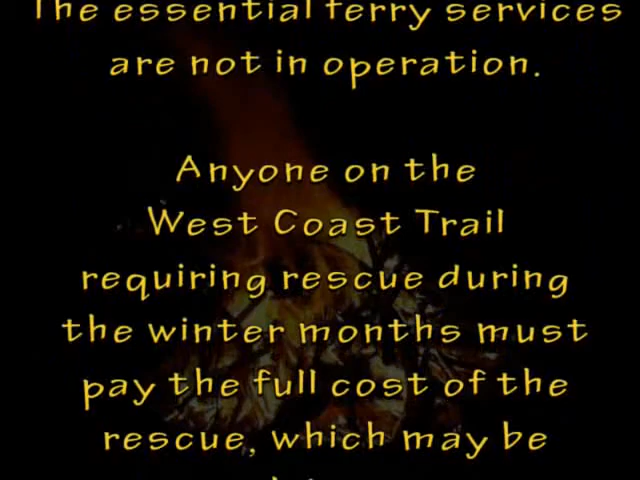 The essential ferry services
are not in operation.
Anyone on the
West Coast Trail
requiring rescue during
the winter months must
pay the full cost of the
rescue, which may be